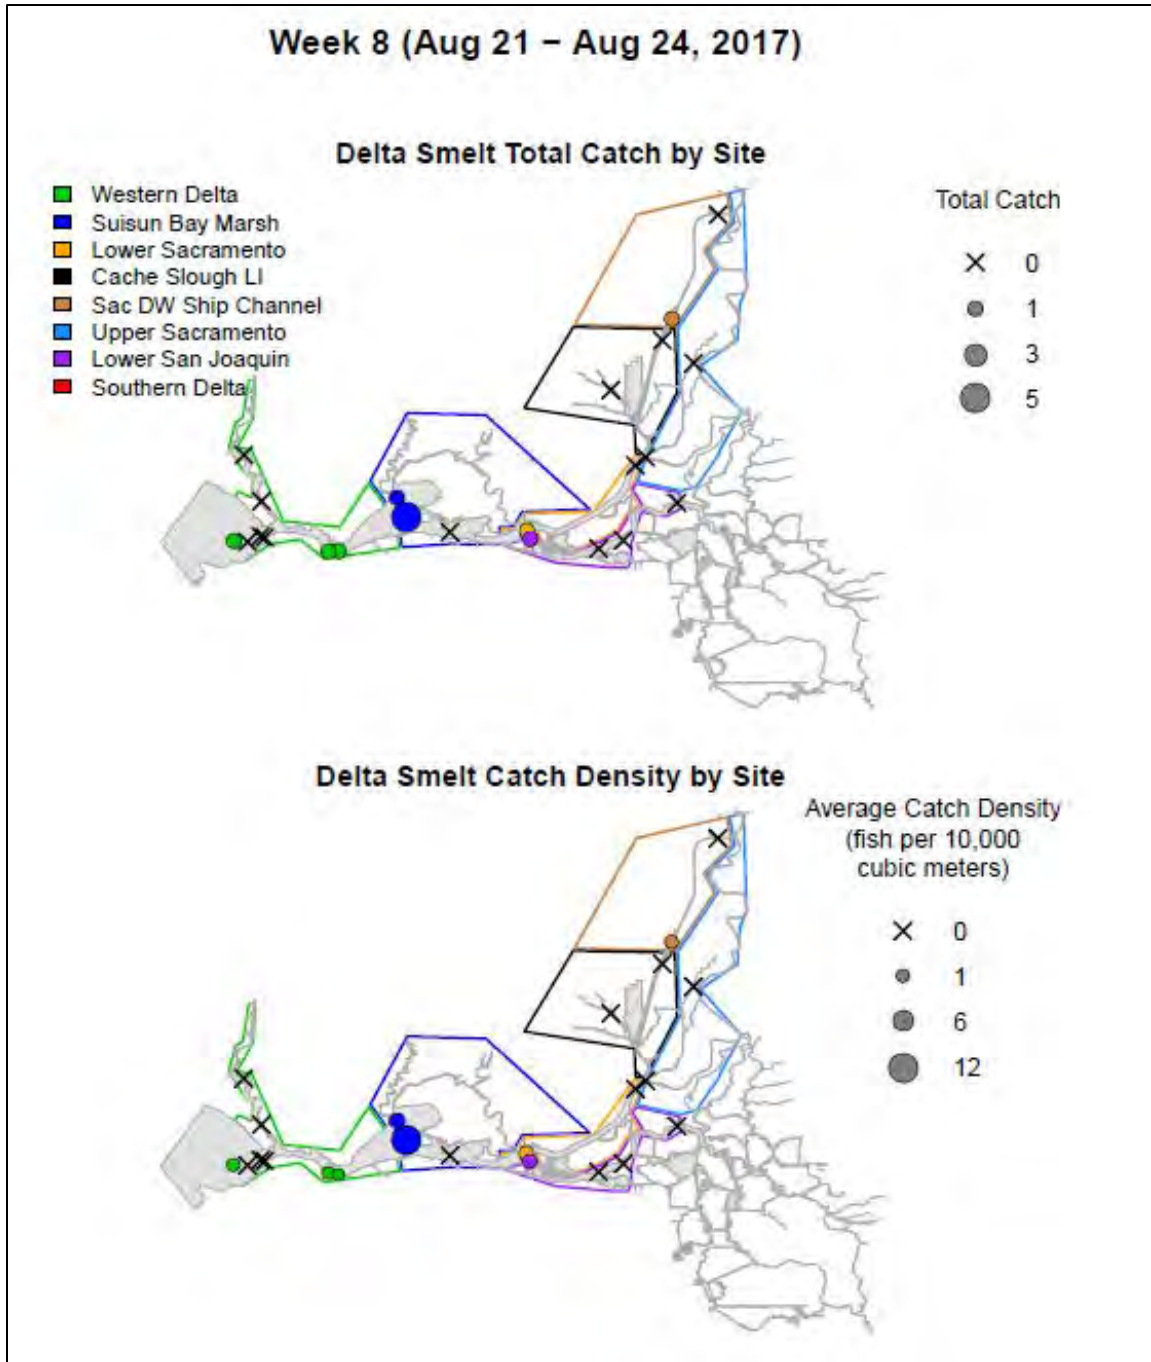 Week 8 (Aug 21 − Aug 24, 2017)
Delta Smelt Total Catch by Site
Western Delta
Suisun Bay Marsh
Lower Sacramento
Cache Slough LI
Sac DW Ship Channel
Upper Sacramento
Lower San Joaquin
Southern Delta
Total Catch
0
1
3
5
Delta Smelt Catch Density by Site
Average Catch Density
(fish per 10,000
cubic meters)
0
1
6
12